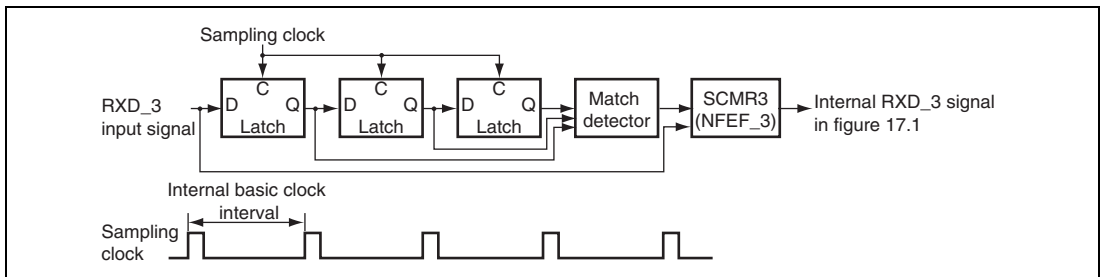 Sampling clock
RXD_3
input signal
D
C
Q
Latch
D
C
Q
Latch
D
C
Q
Latch
Match
detector
SCMR3
(NFEF_3)
Internal RXD_3 signal
in figure 17.1
Internal basic clock
interval
Sampling
clock